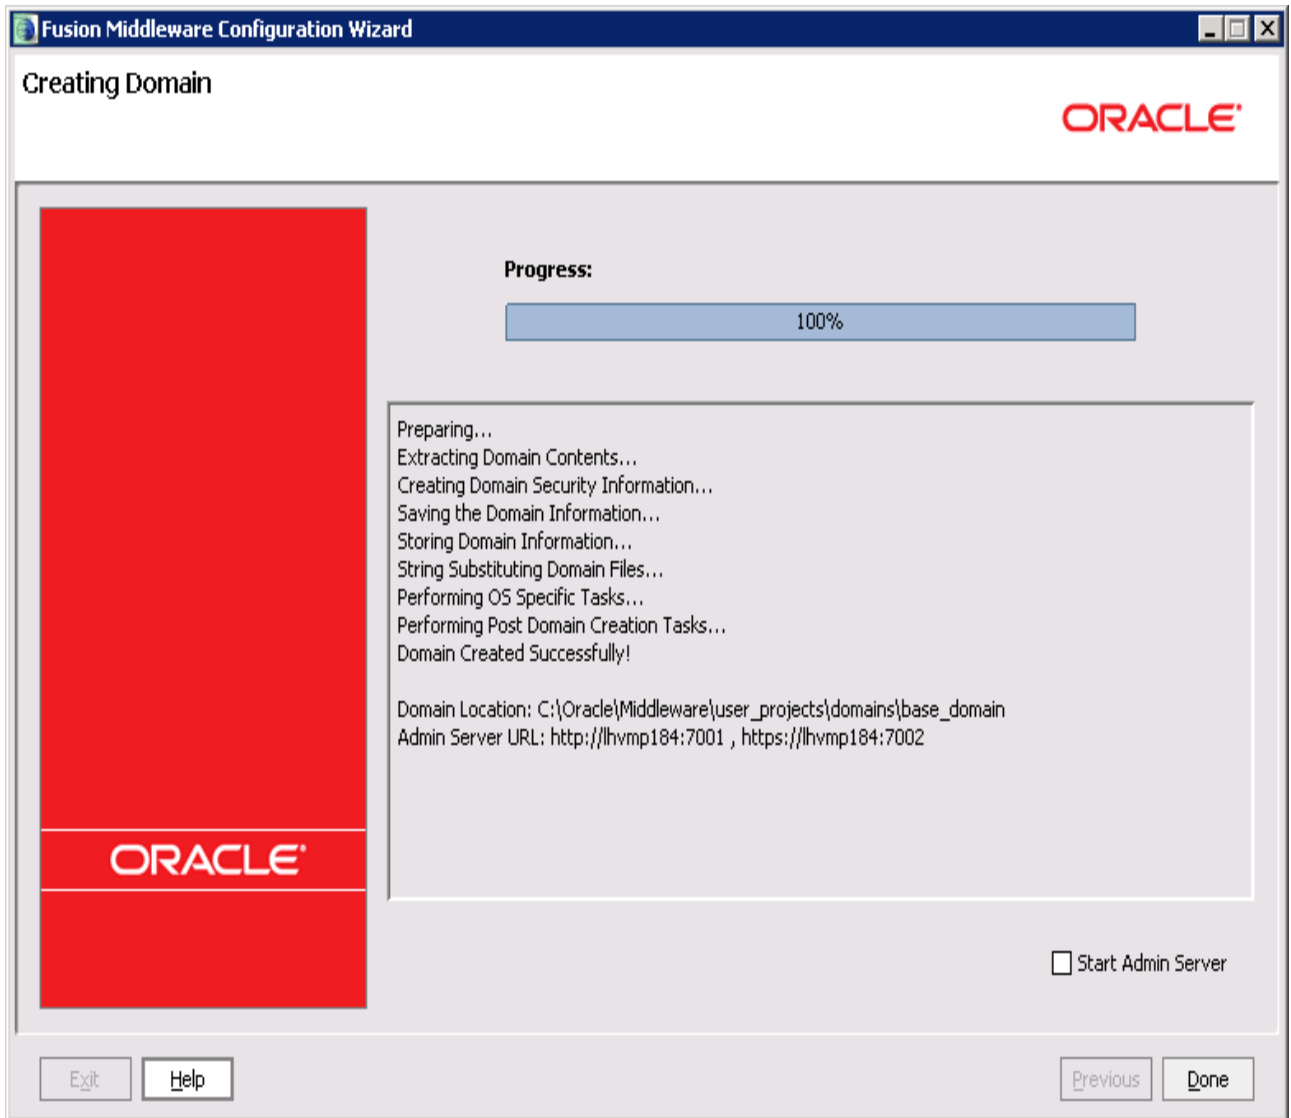 Fusion Middleware Configuration Wizard
Creating Domain
ORACLE
Progress:
100%
Preparing...
Extracting Domain Contents...
Creating Domain Security Information...
Saving the Domain Information...
Storing Domain Information...
String Substituting Domain Files...
Performing OS Specific Tasks...
Performing Post Domain Creation Tasks...
Domain Created Successfully!
Domain Location: C:\Oracle\Middleware\user_projects\domains\base_domain
Admin Server URL: http://lhvmp184:7001 , https://lhvmp184:7002
ORACLE
Start Admin Server
Exit
Help
Previous
Done